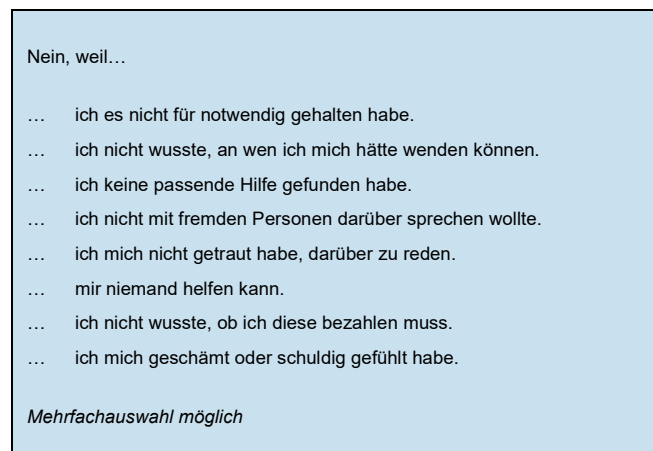 Nein, weil…
… ich es nicht für notwendig gehalten habe.
… ich nicht wusste, an wen ich mich hätte wenden können.
… ich keine passende Hilfe gefunden habe.
… ich nicht mit fremden Personen darüber sprechen wollte.
… ich mich nicht getraut habe, darüber zu reden.
… mir niemand helfen kann.
… ich nicht wusste, ob ich diese bezahlen muss.
… ich mich geschämt oder schuldig gefühlt habe.
Mehrfachauswahl möglich